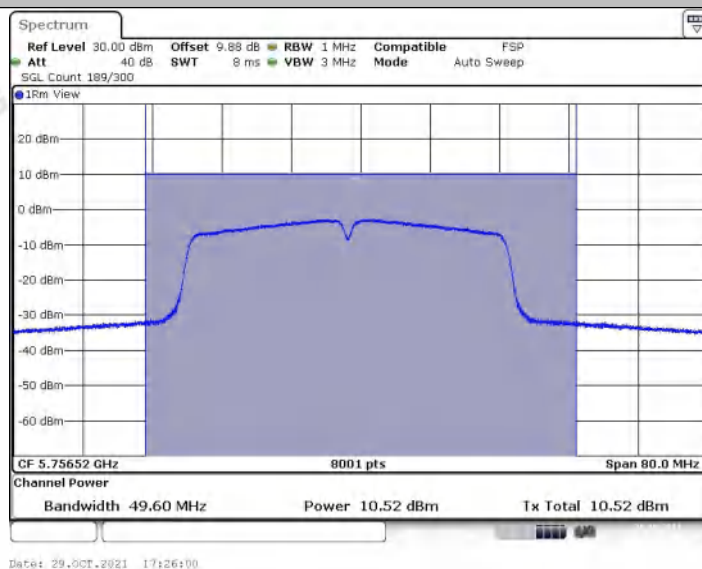 Spectrum
Ref Level 30.00 dBm Offset 9.88 dB RBW 1 MHz Compatible FSP
Att 40 dB SWT 8 ms VBW 3 MHz Mode Auto Sweep
SGL Count 189/300
1Rm View
20 dBm
10 dBm
0 dBm
-10 dBm
-20 dBm
-30 dBm
-40 dBm
-50 dBm
-60 dBm
CF 5.75652 GHz 8001 pts Span 80.0 MHz
Channel Power
Bandwidth 49.60 MHz Power 10.52 dBm Tx Total 10.52 dBm
Date: 29.OCT.2021 17:26:00